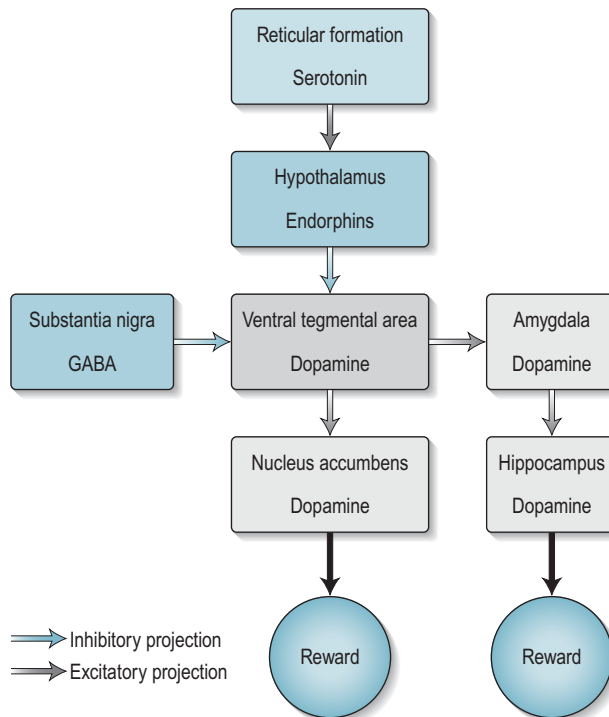 Reticular formation
Serotonin
Hypothalamus
Endorphins
Substantia nigra
GABA
Ventral tegmental area
Dopamine
Amygdala
Dopamine
Nucleus accumbens
Dopamine
Hippocampus
Dopamine
Reward
Reward
Inhibitory projection
Excitatory projection